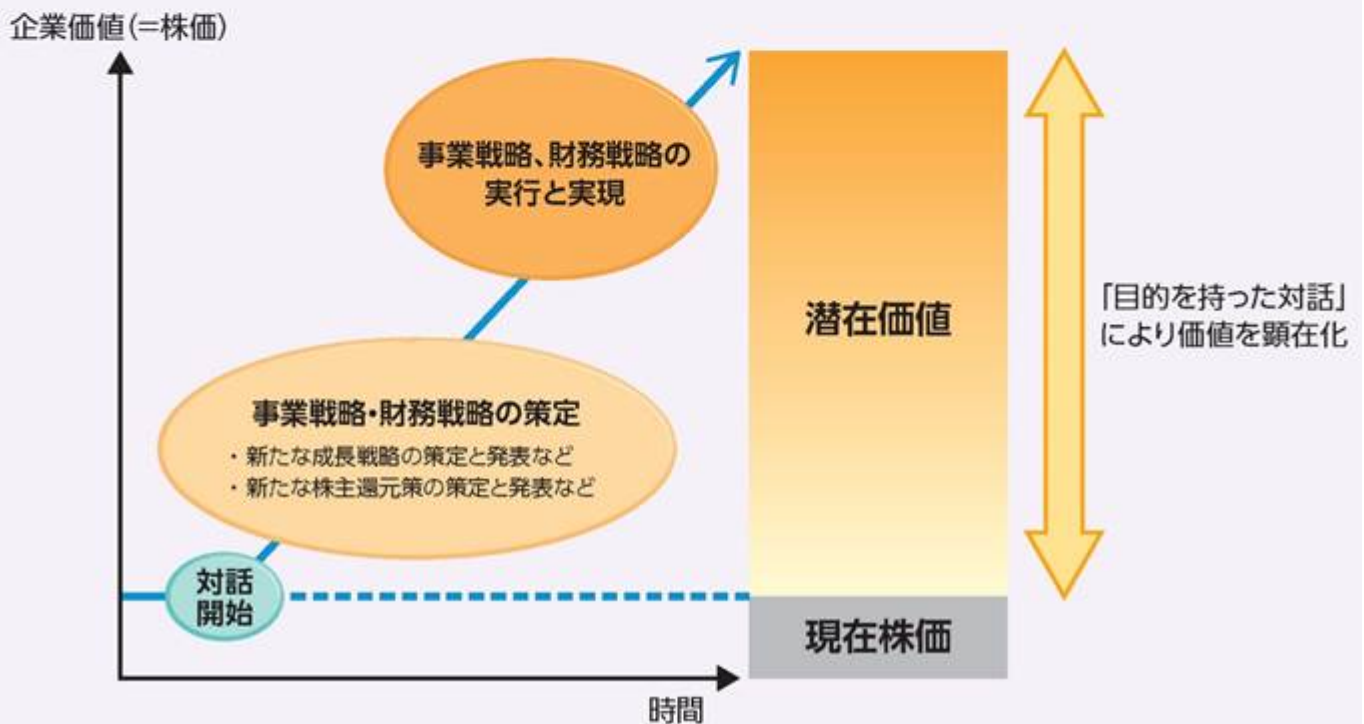 企業価値(=株価)
事業戦略、財務戦略の
実行と実現
事業戦略・財務戦略の策定
・新たな成長戦略の策定と発表など
・新たな株主還元策の策定と発表など
対話
開始
潜在価値
現在株価
「目的を持った対話」
により価値を顕在化
時間